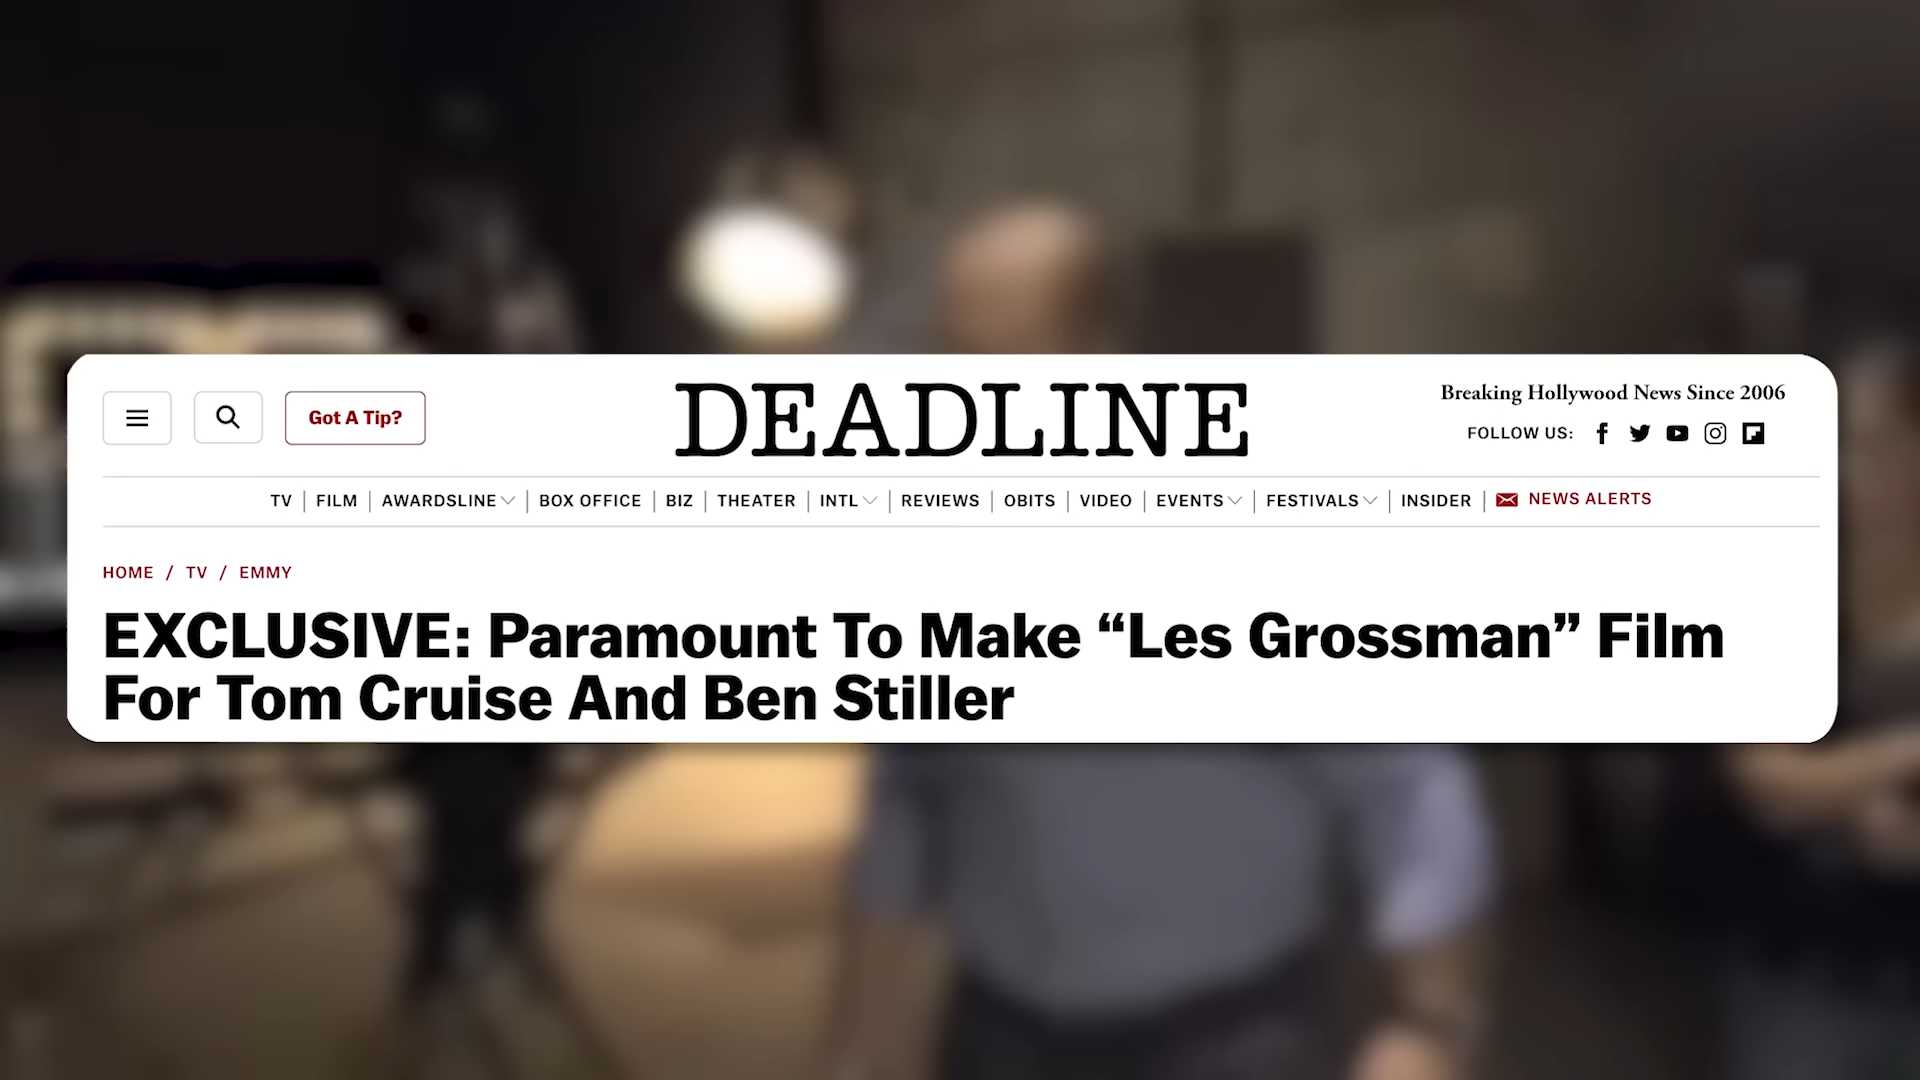 Got A Tip?
DEADLINE
Breaking Hollywood News Since 2006
FOLLOW US:
TV | FILM | AWARDSLINE | BOX OFFICE | BIZ | THEATER | INTL | REVIEWS | OBITS | VIDEO | EVENTS | FESTIVALS | INSIDER | NEWS ALERTS
HOME / TV / EMMY
EXCLUSIVE: Paramount To Make “Les Grossman” Film
For Tom Cruise And Ben Stiller